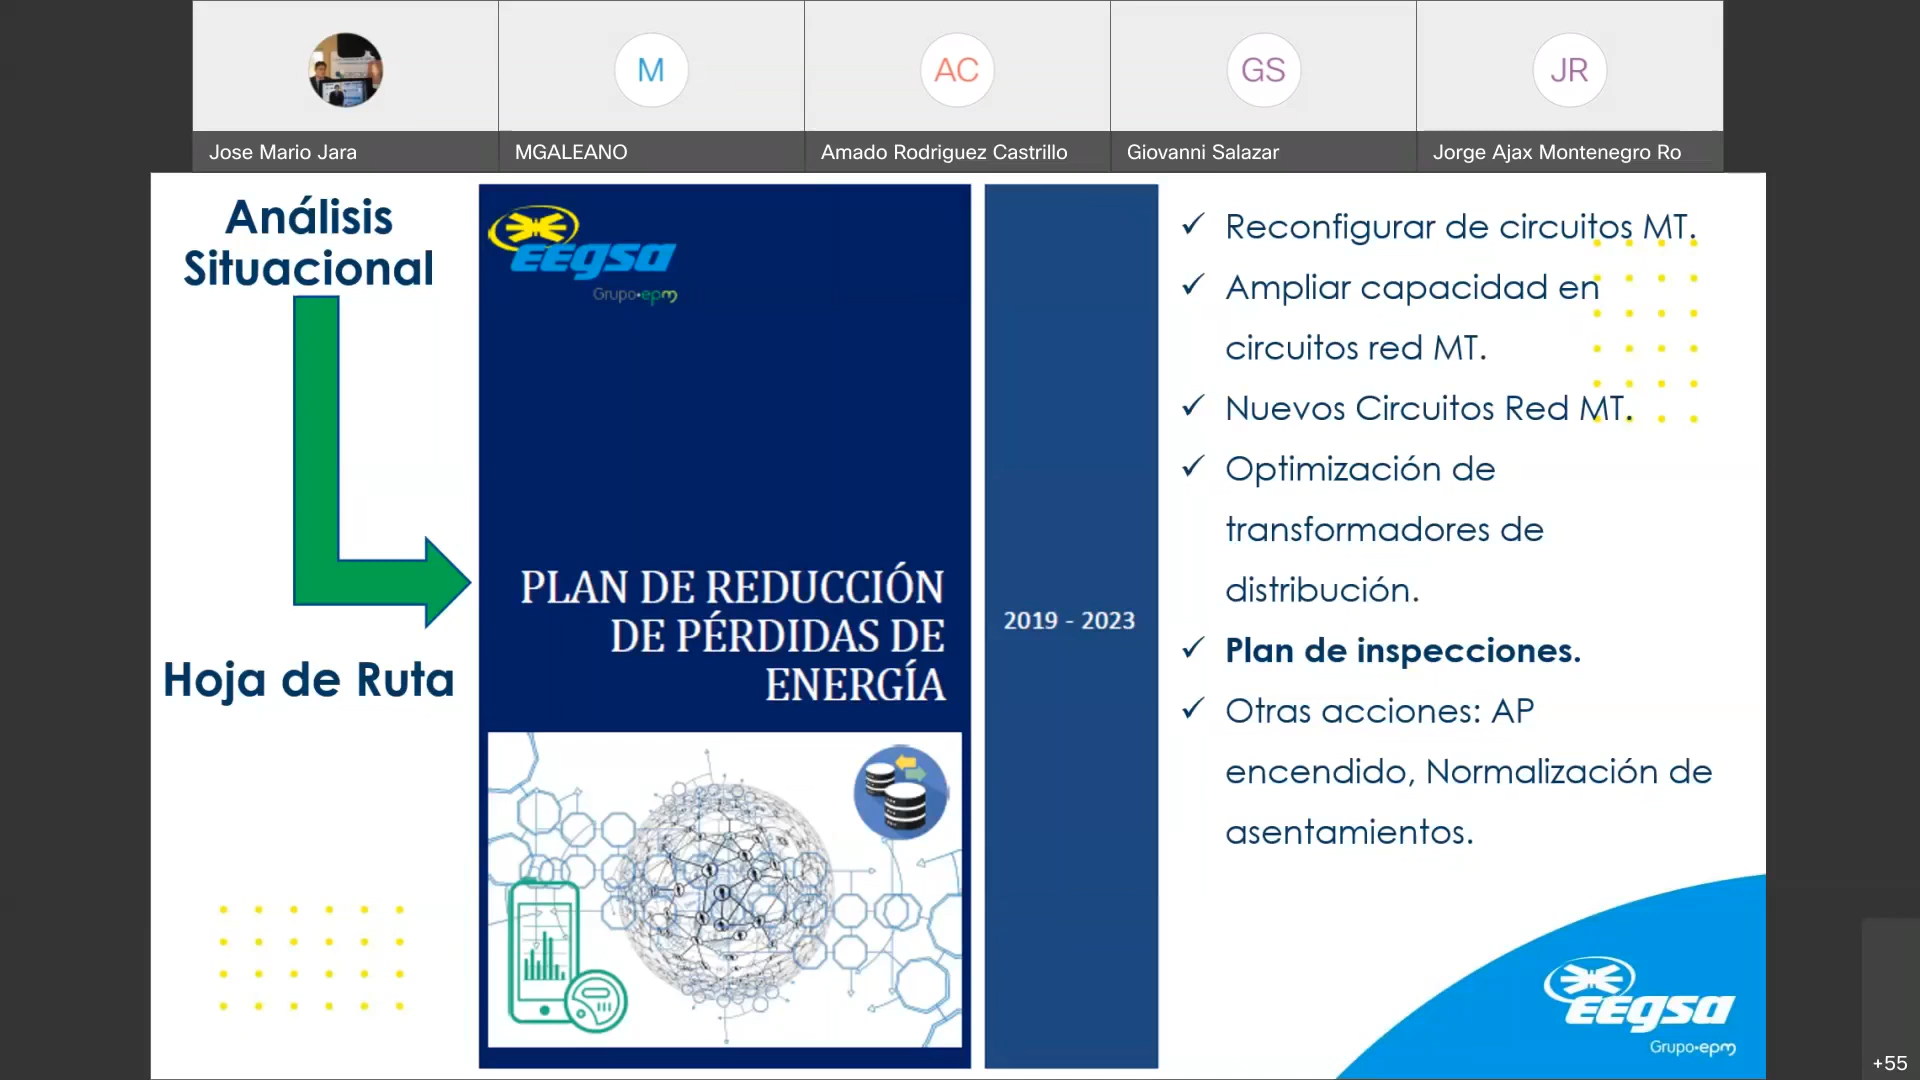 M
AC
GS
JR
Jose Mario Jara
MGALEANO
Amado Rodriguez Castrillo
Giovanni Salazar
Jorge Ajax Montenegro Ro
Análisis
Situacional
Hoja de Ruta
EEGSA
Grupo•epm
PLAN DE REDUCCIÓN
DE PÉRDIDAS DE
ENERGÍA
2019 - 2023
✓ Reconfigurar de circuitos MT.
✓ Ampliar capacidad en
circuitos red MT.
✓ Nuevos Circuitos Red MT.
✓ Optimización de
transformadores de
distribución.
✓ Plan de inspecciones.
✓ Otras acciones: AP
encendido, Normalización de
asentamientos.
EEGSA
Grupo•epm
+55